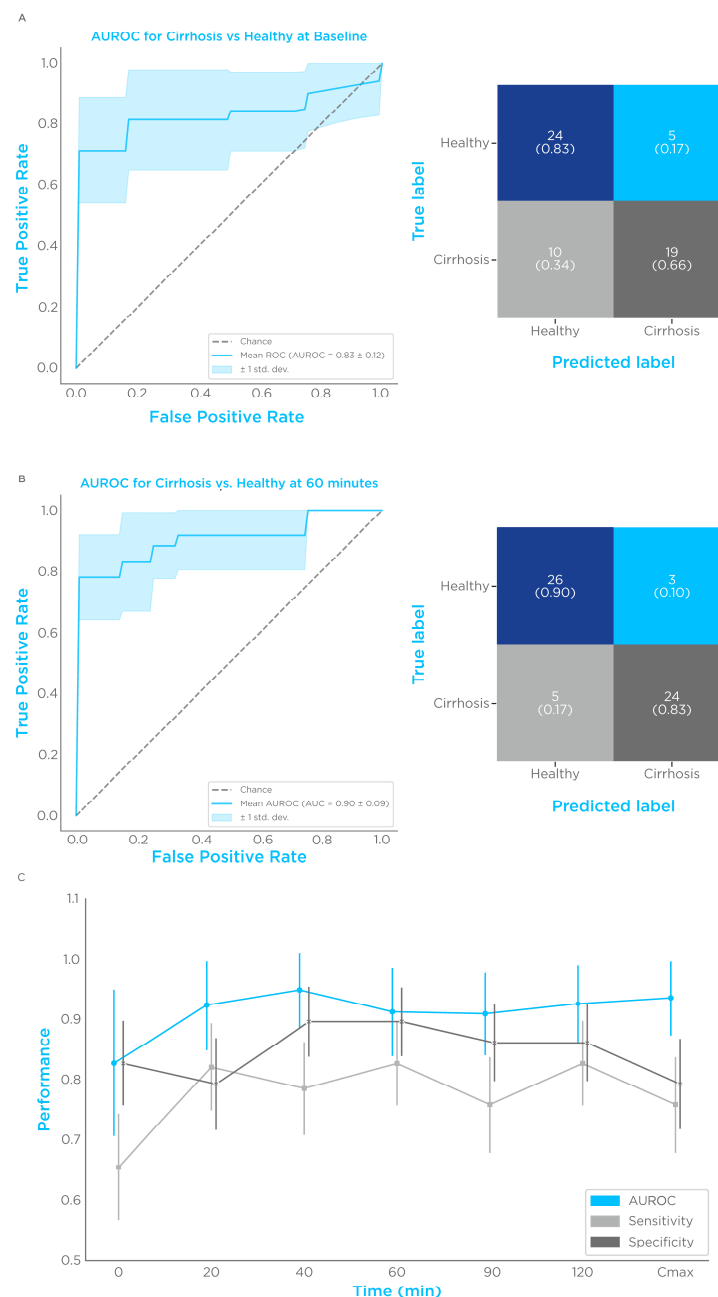 A
AUROC for Cirrhosis vs Healthy at Baseline
1.0
0.8
0.6
0.4
0.2
0.0
True Positive Rate
Chance
Mean ROC (AUROC = 0.83 ± 0.12)
± 1 std. dev.
0.0 0.2 0.4 0.6 0.8 1.0
False Positive Rate
True label
Healthy
24
(0.83)
5
(0.17)
Cirrhosis
10
(0.34)
19
(0.66)
Healthy Cirrhosis
Predicted label
B
AUROC for Cirrhosis vs. Healthy at 60 minutes
1.0
0.8
0.6
0.4
0.2
0.0
True Positive Rate
Chance
Mean AUROC (AUC = 0.90 ± 0.09)
± 1 std. dev.
0.0 0.2 0.4 0.6 0.8 1.0
False Positive Rate
True label
Healthy
26
(0.90)
3
(0.10)
Cirrhosis
5
(0.17)
24
(0.83)
Healthy Cirrhosis
Predicted label
C
1.1
1.0
0.9
0.8
0.7
0.6
0.5
Performance
AUROC
Sensitivity
Specificity
0 20 40 60 90 120 Cmax
Time (min)